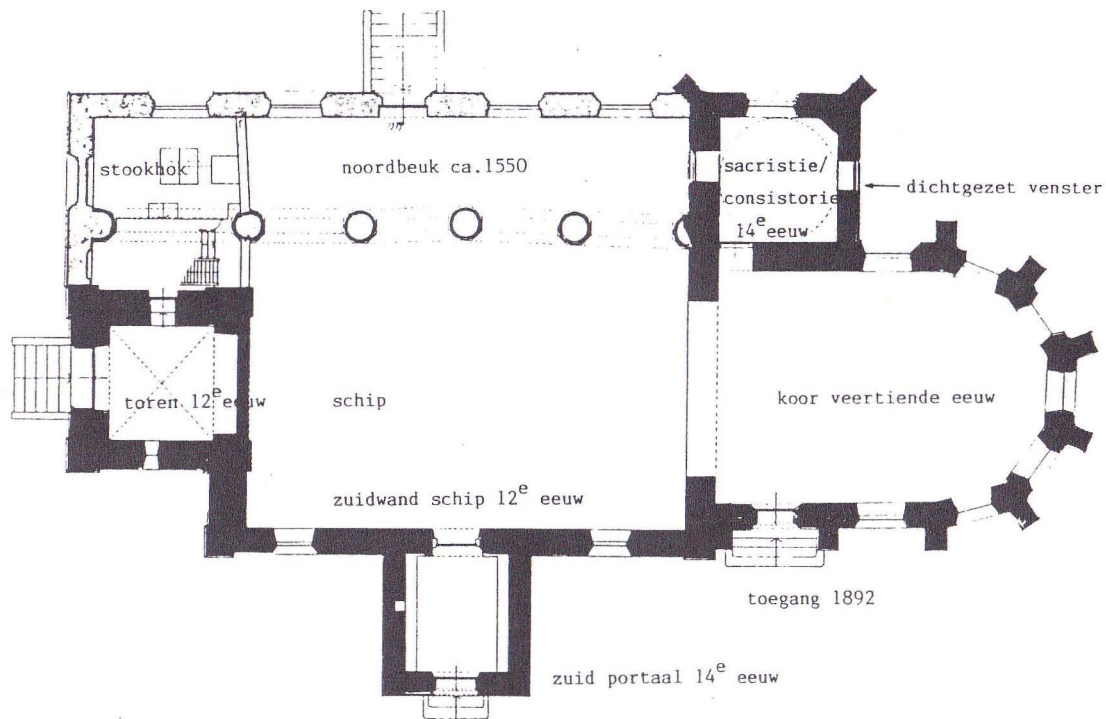 stookhok
noordbeuk ca.1550
sacristie/
consistorie
14e eeuw
dichtgezet venster
toren 12e eeuw
schip
koor veertiende eeuw
zuidwand schip 12e eeuw
toegang 1892
zuid portaal 14e eeuw